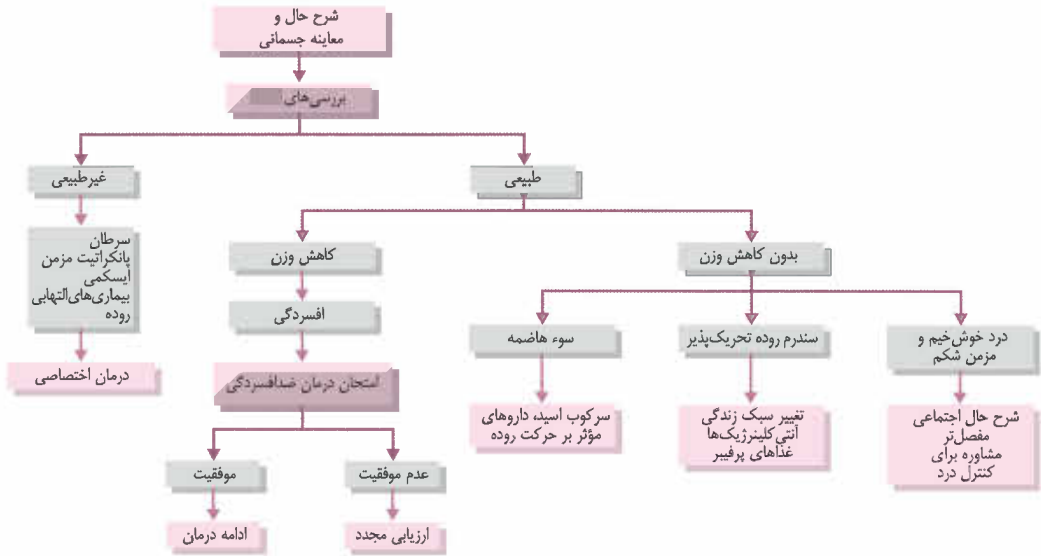 شرح حال و
معاینه جسمانی
بررسی‌های
غیرطبیعی
طبیعی
سرطان
پانکراتیت مزمن
ایسکمی
بیماری‌های التهابی
روده
کاهش وزن
بدون کاهش وزن
افسردگی
سوء هاضمه
سندرم روده تحریک‌پذیر
درد خوش‌خیم و
مزمن شکم
درمان اختصاصی
امتحان درمان ضدافسردگی
سرکوب اسید، داروهای
مؤثر بر حرکت روده
تغییر سبک زندگی
آنتی‌کلینرژیک‌ها
غذاهای پرفیبر
شرح حال اجتماعی
مفصل‌تر
مشاوره برای
کنترل درد
موفقیت
عدم موفقیت
ادامه درمان
ارزیابی مجدد